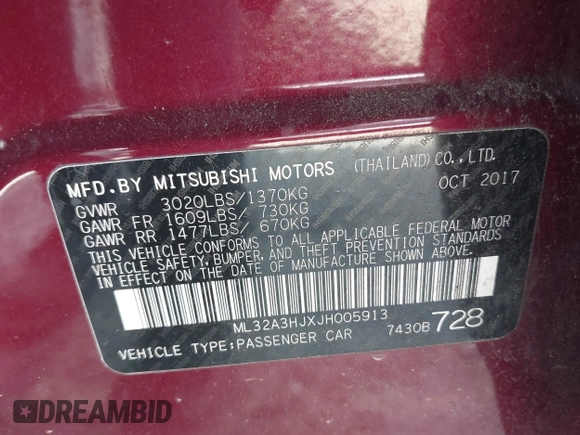 MFD.BY MITSUBISHI MOTORS (THAILAND)CO.,LTD.
OCT 2017
GVWR 3020LBS/1370KG
GAWR FR 1609LBS/ 730KG
GAWR RR 1477LBS/ 670KG
THIS VEHICLE CONFORMS TO ALL APPLICABLE FEDERAL MOTOR
VEHICLE SAFETY, BUMPER, AND THEFT PREVENTION STANDARDS
IN EFFECT ON THE DATE OF MANUFACTURE SHOWN ABOVE.
ML32A3HJXJH005913
VEHICLE TYPE:PASSENGER CAR 7430B 728
DREAMBID